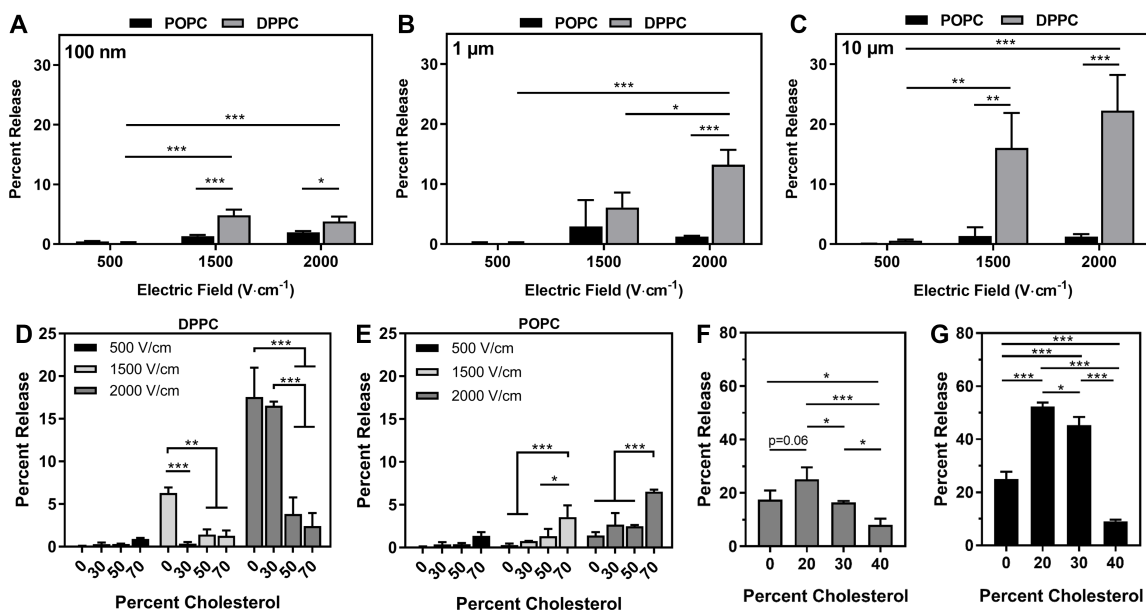 A
POPC DPPC
100 nm
Percent Release
30
20
10
0
***
***
***
*
500 1500 2000
Electric Field (V·cm-1)
B
POPC DPPC
1 µm
Percent Release
30
20
10
0
***
*
***
500 1500 2000
Electric Field (V·cm-1)
C
POPC DPPC
10 µm
Percent Release
30
20
10
0
***
***
**
**
500 1500 2000
Electric Field (V·cm-1)
D
DPPC
500 V/cm
1500 V/cm
2000 V/cm
Percent Release
25
20
15
10
5
0
***
***
**
***
0 30 50 70 0 30 50 70 0 30 50 70
Percent Cholesterol
E
POPC
500 V/cm
1500 V/cm
2000 V/cm
Percent Release
25
20
15
10
5
0
***
***
*
0 30 50 70 0 30 50 70 0 30 50 70
Percent Cholesterol
F
Percent Release
80
60
40
20
0
*
***
*
p=0.06
*
0 20 30 40
Percent Cholesterol
G
Percent Release
80
60
40
20
0
***
***
***
***
***
*
0 20 30 40
Percent Cholesterol